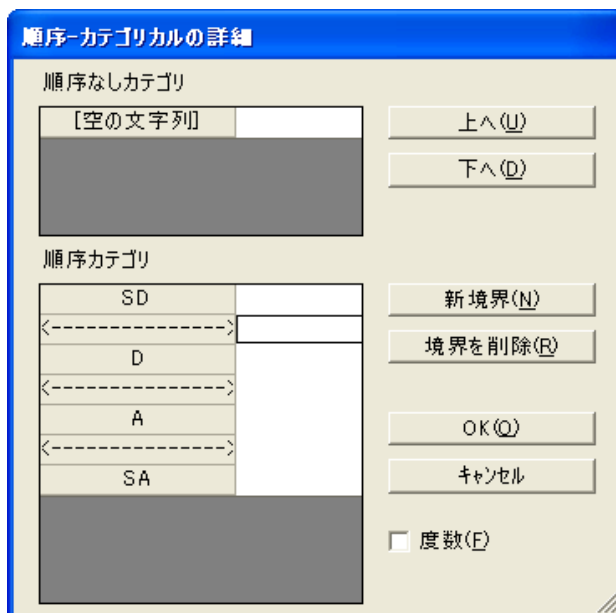 順序-カテゴリカルの詳細
順序なしカテゴリ
[空の文字列]
上へ(U)
下へ(D)
順序カテゴリ
SD
<--------------->
D
<--------------->
A
<--------------->
SA
新境界(N)
境界を削除(R)
OK(O)
キャンセル
度数(F)